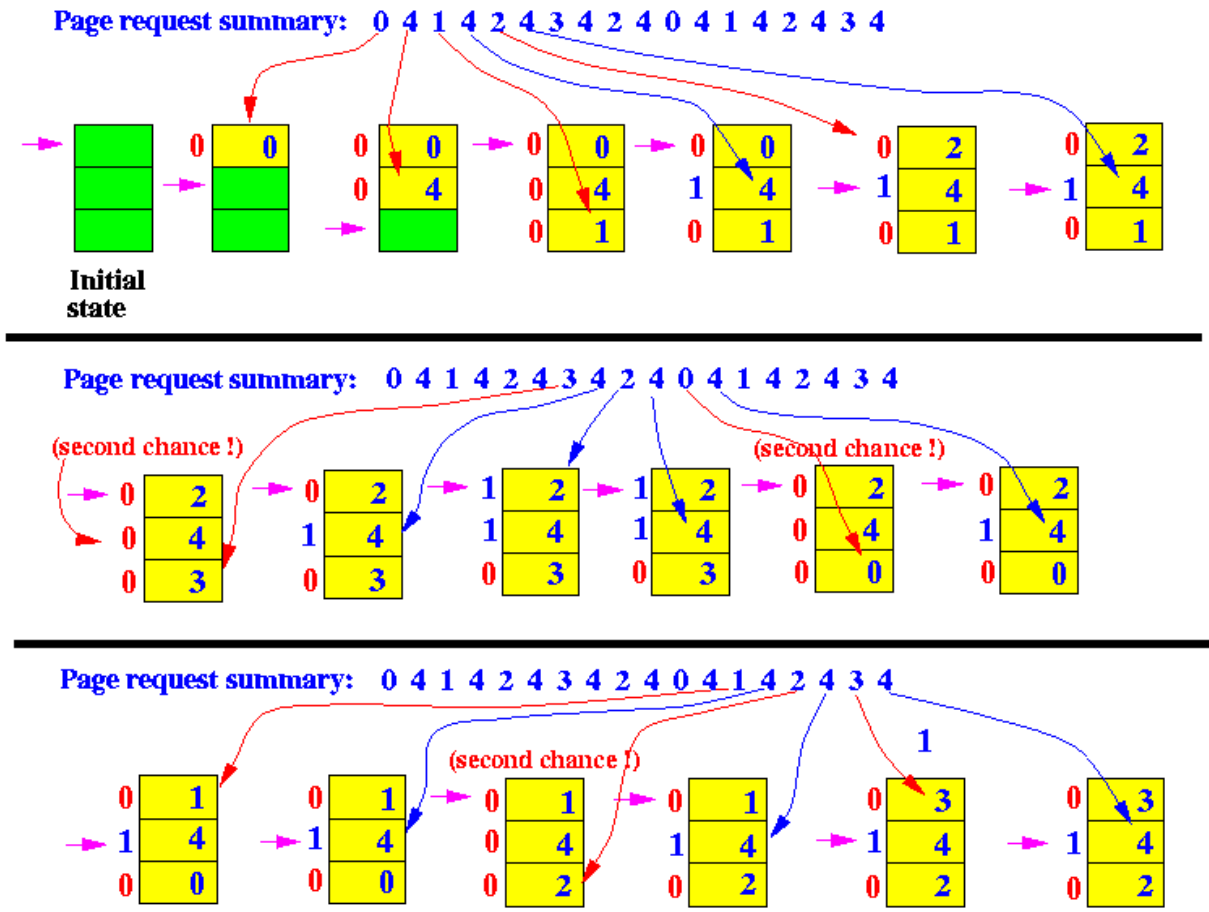 Page request summary: 0 4 1 4 2 4 3 4 2 4 0 4 1 4 2 4 3 4
0 0 0 0 0 0 0 0 0 2 0 2
0 4 0 4 1 4 1 4 1 4
0 1 0 1 0 1 0 1
Initial
state
Page request summary: 0 4 1 4 2 4 3 4 2 4 0 4 1 4 2 4 3 4
(second chance !) (second chance !)
0 2 0 2 1 2 1 2 0 2 0 2
0 4 1 4 1 4 1 4 0 4 1 4
0 3 0 3 0 3 0 3 0 0 0 0
Page request summary: 0 4 1 4 2 4 3 4 2 4 0 4 1 4 2 4 3 4
1
(second chance !)
0 1 0 1 0 1 0 1 0 3 0 3
1 4 1 4 0 4 1 4 1 4 1 4
0 0 0 0 0 2 0 2 0 2 0 2